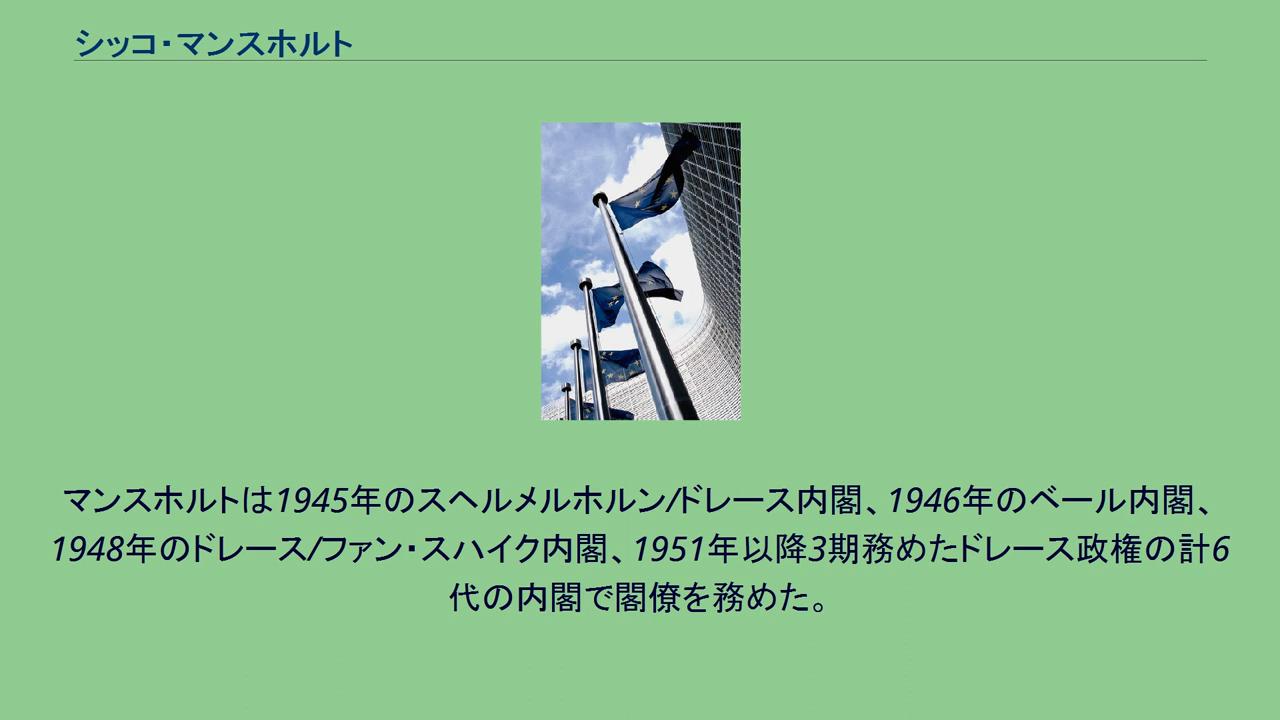 シッコ・マンスホルト
マンスホルトは1945年のスヘルメルホルン/ドレース内閣、1946年のベール内閣、
1948年のドレース/ファン・スハイク内閣、1951年以降3期務めたドレース政権の計6
代の内閣で閣僚を務めた。